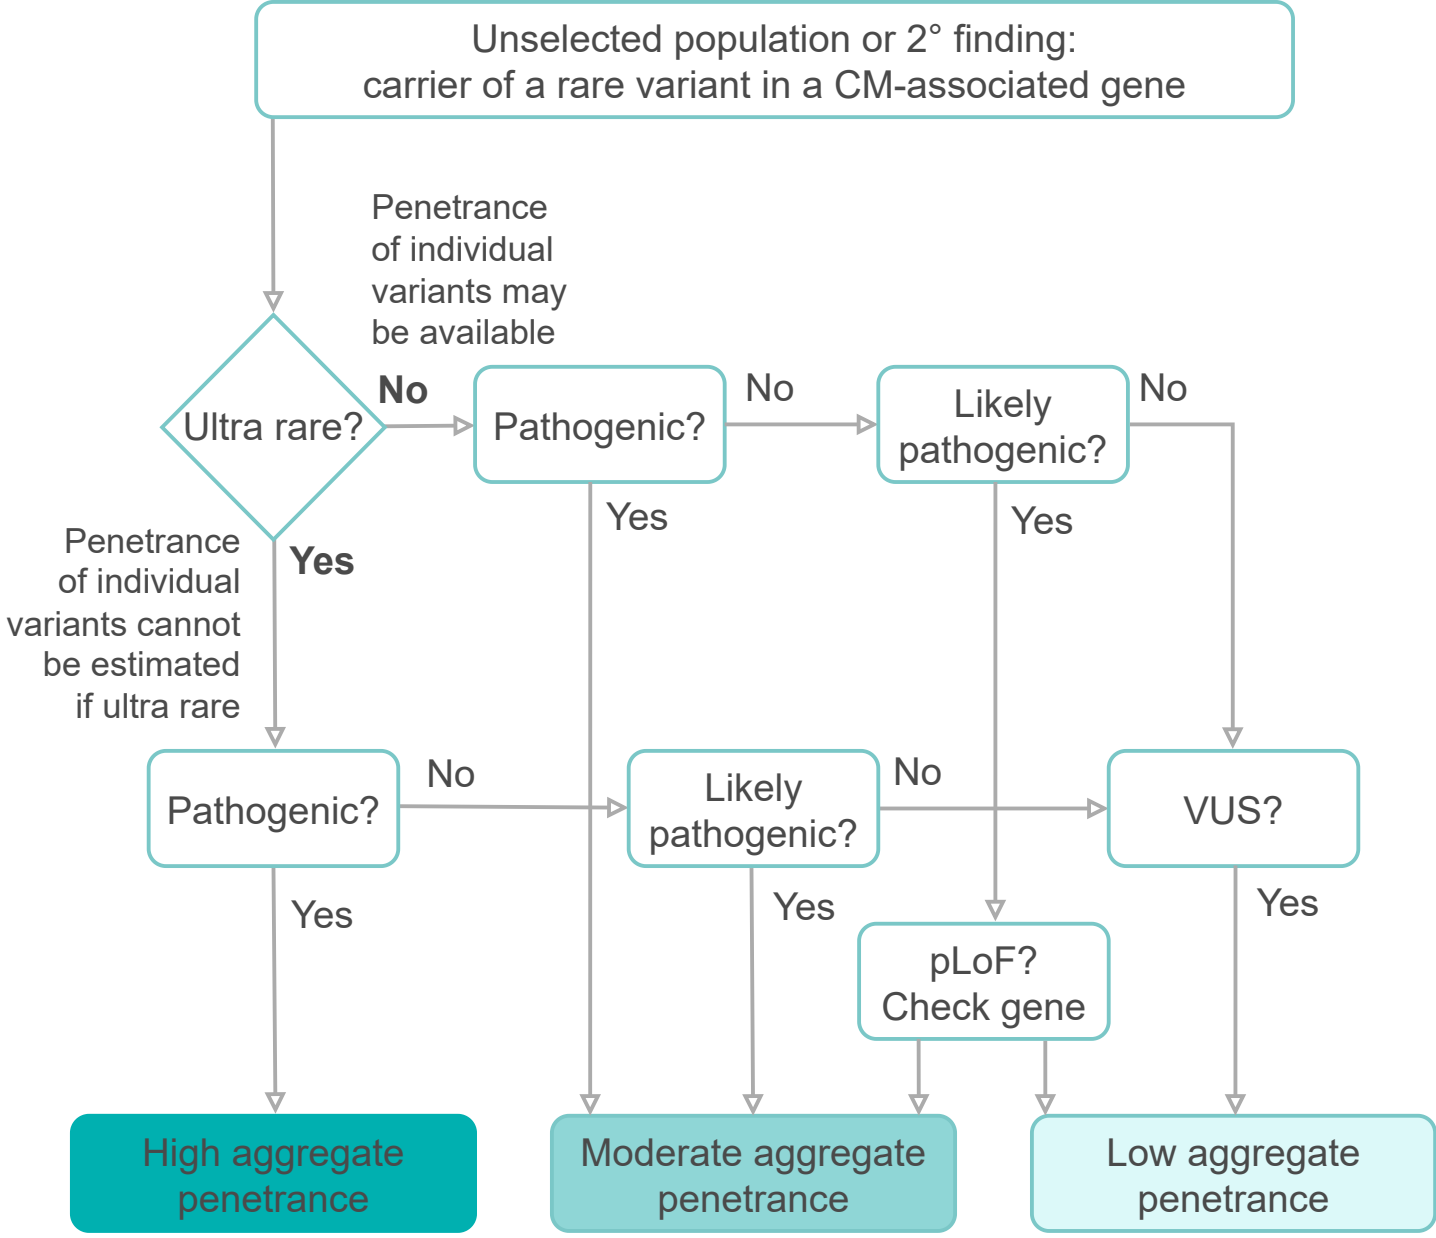 Unselected population or 2° finding:
carrier of a rare variant in a CM-associated gene
Penetrance
of individual
variants may
be available
Ultra rare?
No
Pathogenic?
No
Likely
pathogenic?
No
Yes
Yes
Penetrance
of individual
variants cannot
be estimated
if ultra rare
Yes
Pathogenic?
No
Likely
pathogenic?
No
VUS?
Yes
Yes
Yes
pLoF?
Check gene
High aggregate
penetrance
Moderate aggregate
penetrance
Low aggregate
penetrance